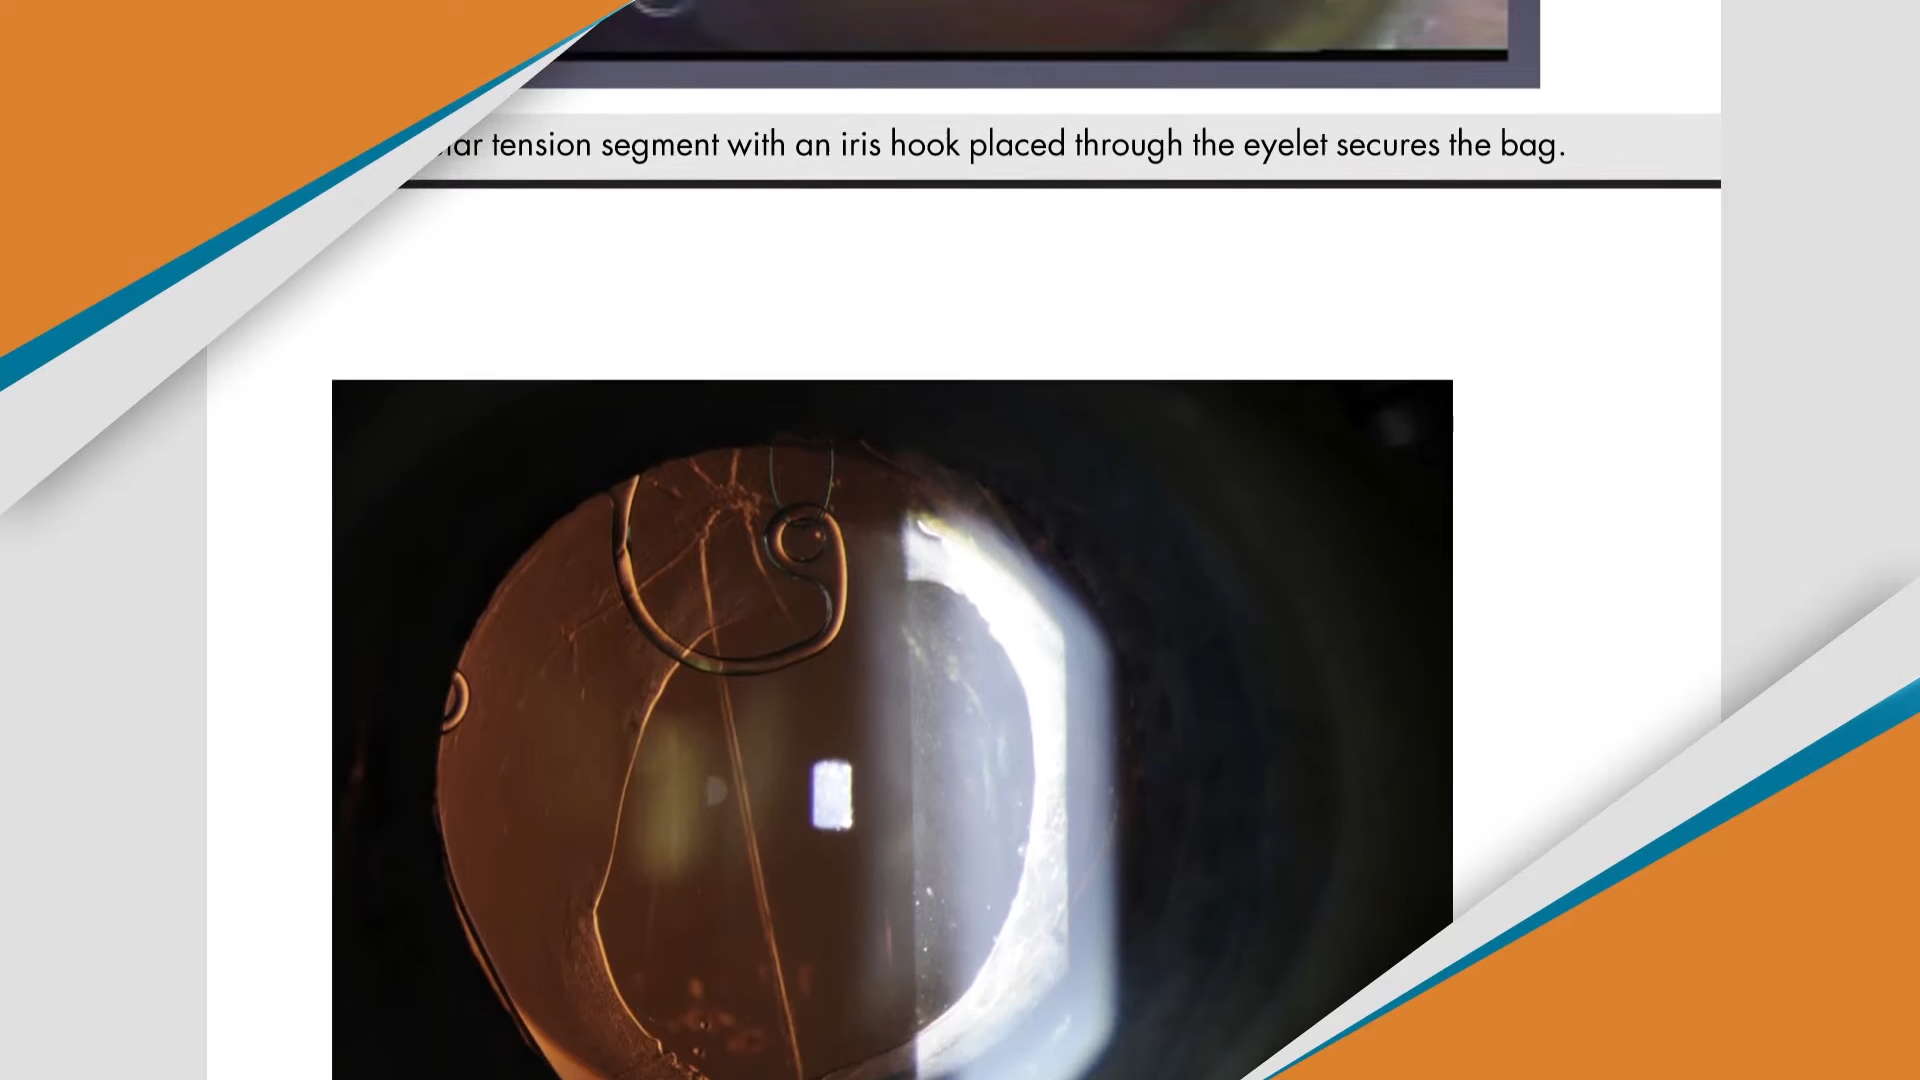 tension segment with an iris hook placed through the eyelet secures the bag.